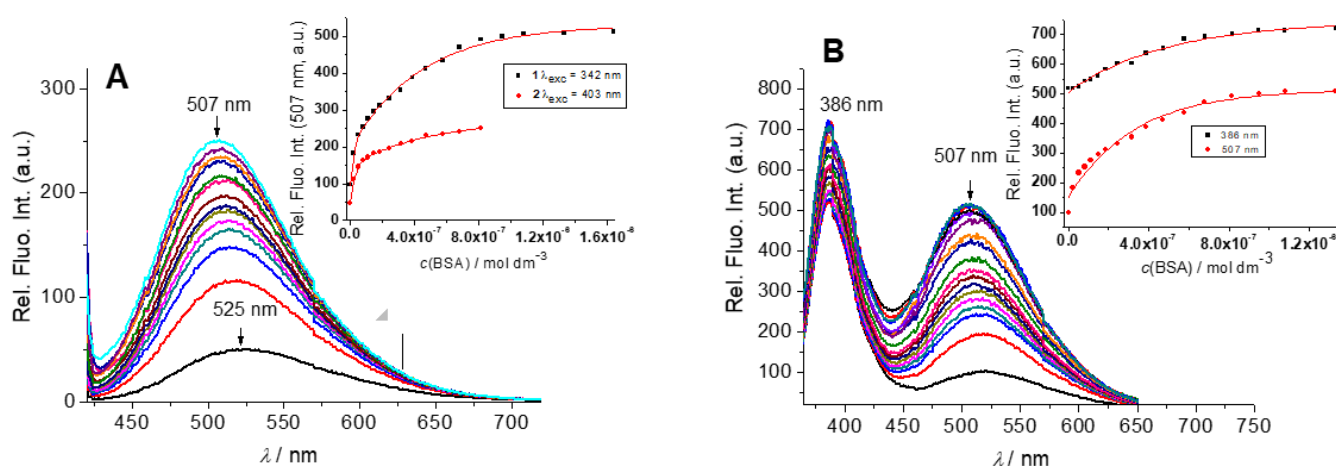 A
507 nm
525 nm
Rel. Fluo. Int. (a.u.)
300
200
100
0
450 500 550 600 650 700
λ / nm
Rel. Fluo. Int. (507 nm, a.u.)
500
400
300
200
100
0
1 λexc = 342 nm
2 λexc = 403 nm
0.0 4.0x10-7 8.0x10-7 1.2x10-6 1.6x10-6
c(BSA) / mol dm-3
B
386 nm
507 nm
Rel. Fluo. Int. (a.u.)
800
700
600
500
400
300
200
100
400 450 500 550 600 650 700 750
λ / nm
Rel. Fluo. Int. (a.u.)
700
600
500
400
300
200
100
386 nm
507 nm
0.0 4.0x10-7 8.0x10-7 1.2x10-6
c(BSA) / mol dm-3